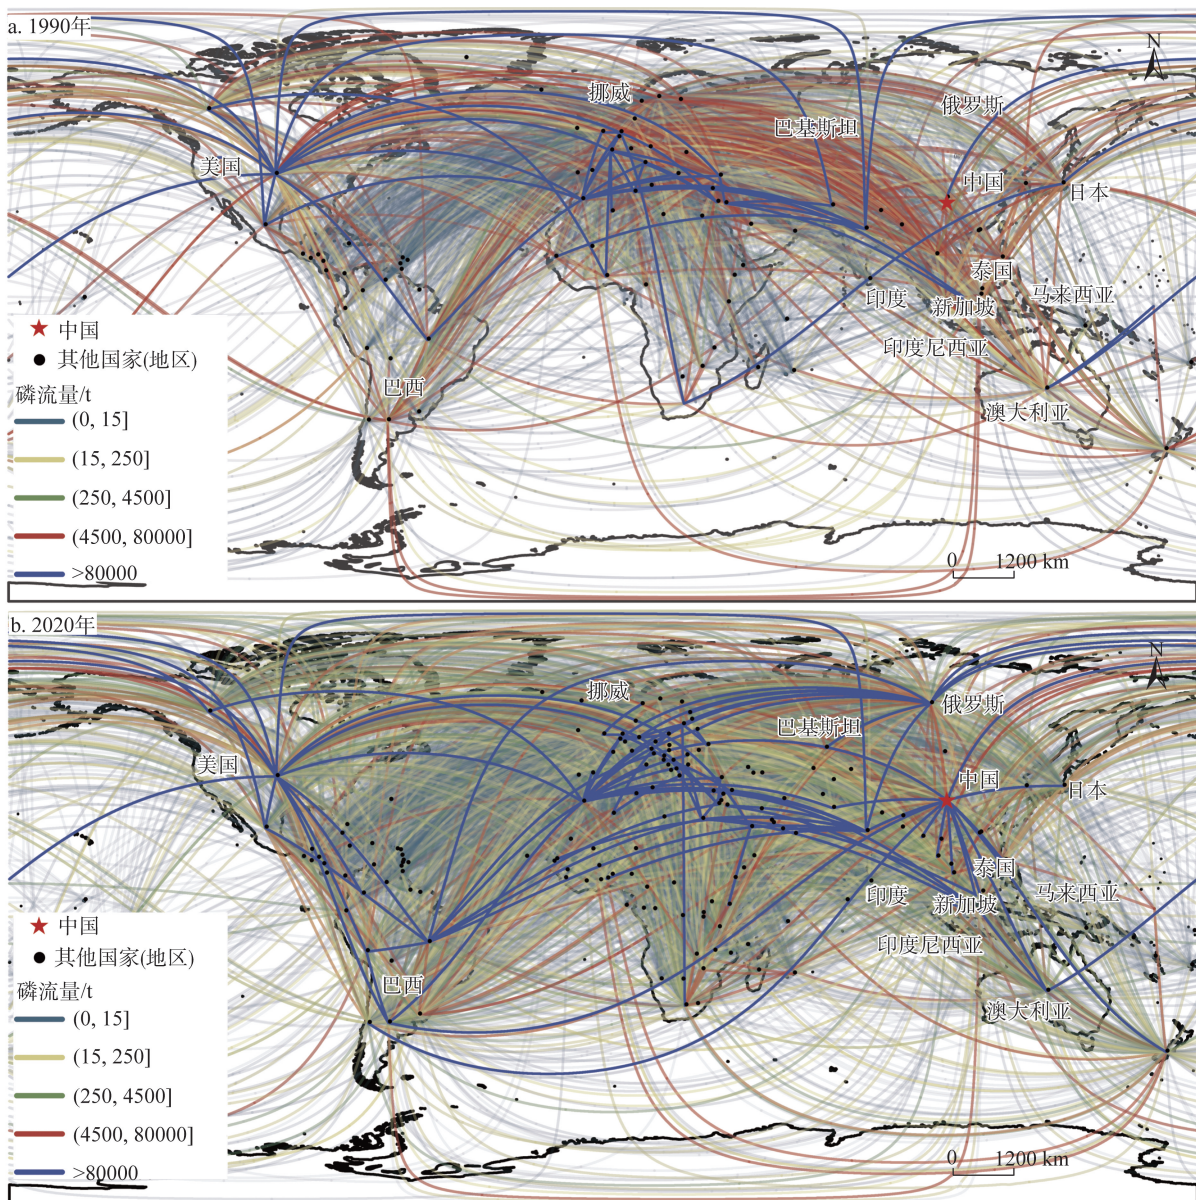 a. 1990年
N
挪威
俄罗斯
巴基斯坦
美国
中国
日本
泰国
印度
新加坡
马来西亚
印度尼西亚
巴西
澳大利亚
中国
其他国家(地区)
磷流量/t
(0, 15]
(15, 250]
(250, 4500]
(4500, 80000]
>80000
0 1200 km
b. 2020年
N
挪威
俄罗斯
巴基斯坦
美国
中国
日本
泰国
印度
新加坡
马来西亚
印度尼西亚
巴西
澳大利亚
中国
其他国家(地区)
磷流量/t
(0, 15]
(15, 250]
(250, 4500]
(4500, 80000]
>80000
0 1200 km